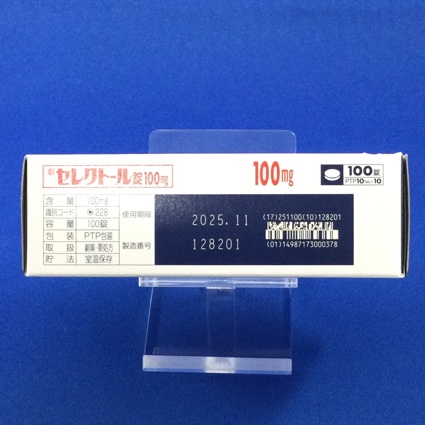 セレクトール錠100mg
100mg
100錠
PTP10錠×10
含量 100mg
識別コード 228
容量 100錠
包装 PTP包装
取扱 劇薬・要処方
貯法 室温保存
使用期限 2025.11
製造番号 128201
(17)251100(10)128201
(01)14987173000378